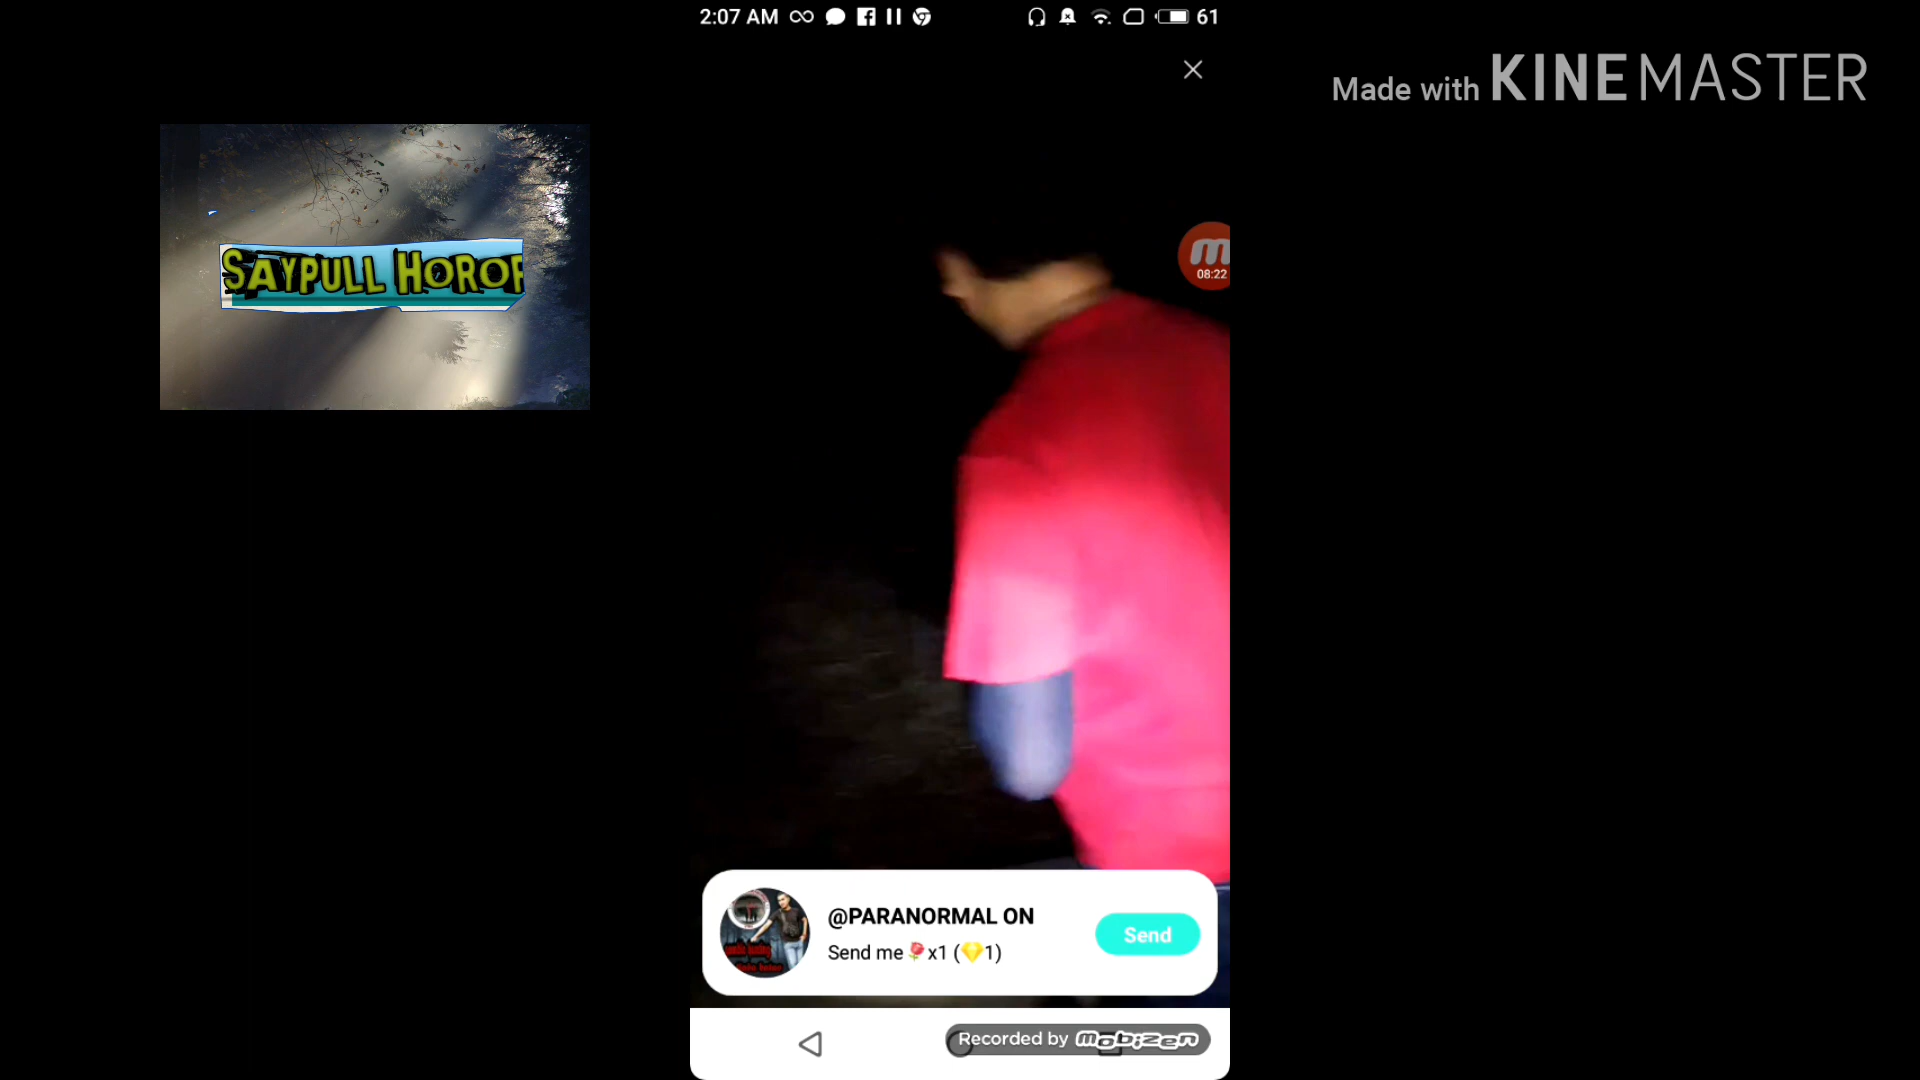 2:07 AM
61
Made with KINEMASTER
SAYPULL HOROR
08:22
@PARANORMAL ON
Send me🌹x1 (💎1)
Send
Recorded by mobizen